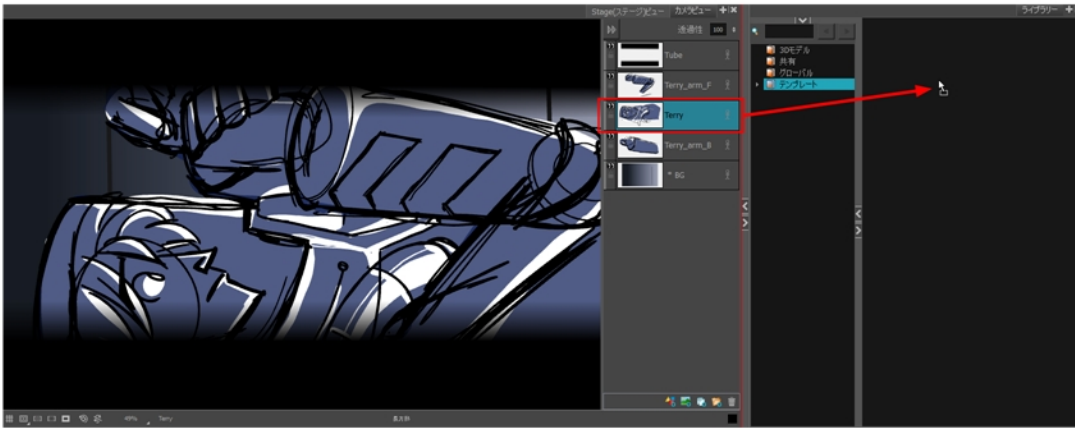 Stage(ステージ)ビュー カメラビュー
ライブラリー
透過性 100
Tube
Terry_arm_F
Terry
Terry_arm_B
* BG
3Dモデル
共有
グローバル
テンプレート
49% Terry